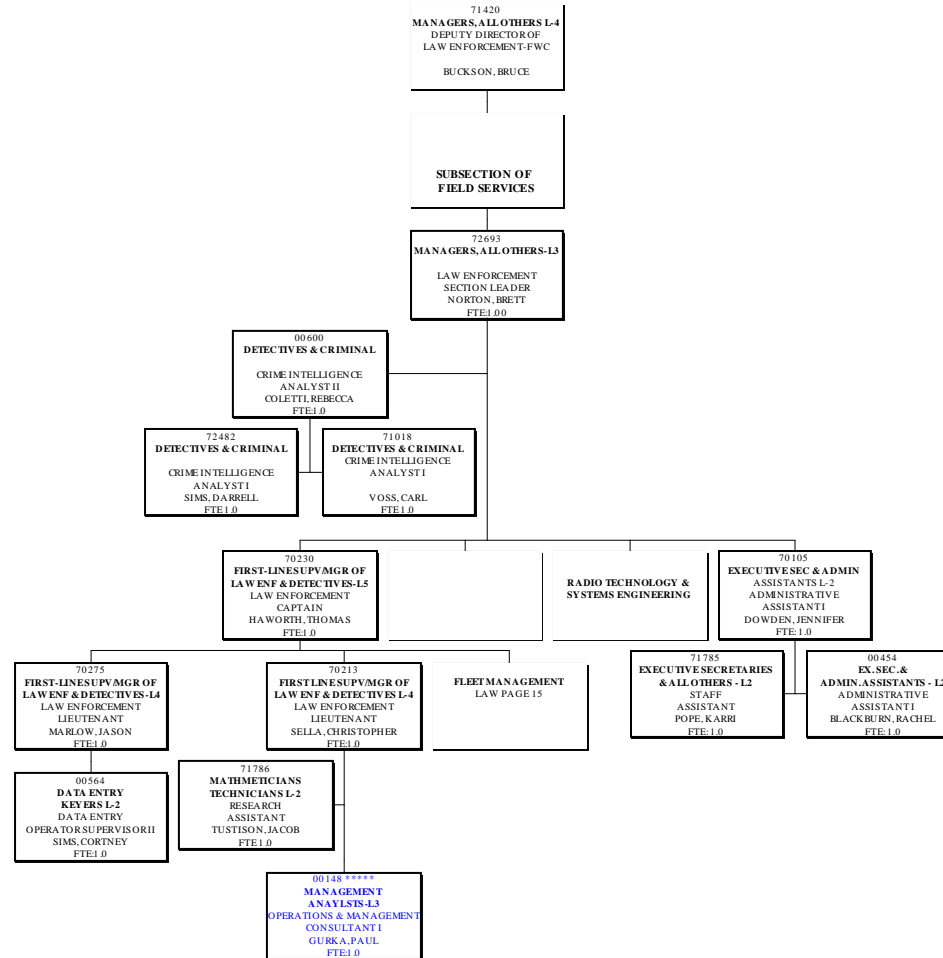 71420
MANAGERS, ALL OTHERS L-4
DEPUTY DIRECTOR OF
LAW ENFORCEMENT-FWC
BUCKSON, BRUCE
SUBSECTION OF
FIELD SERVICES
72693
MANAGERS, ALL OTHERS-L3
LAW ENFORCEMENT
SECTION LEADER
NORTON, BRETT
FTE:1.00
00600
DETECTIVES & CRIMINAL
CRIME INTELLIGENCE
ANALYST II
COLETTI, REBECCA
FTE:1.0
72482
DETECTIVES & CRIMINAL
CRIME INTELLIGENCE
ANALYST I
SIMS, DARRELL
FTE 1.0
71018
DETECTIVES & CRIMINAL
CRIME INTELLIGENCE
ANALYST I
VOSS, CARL
FTE 1.0
70230
FIRST-LINE SUPV/MGR OF
LAW ENF & DETECTIVES-L5
LAW ENFORCEMENT
CAPTAIN
HAWORTH, THOMAS
FTE:1.0
RADIO TECHNOLOGY &
SYSTEMS ENGINEERING
70105
EXECUTIVE SEC & ADMIN
ASSISTANTS L-2
ADMINISTRATIVE
ASSISTANT I
DOWDEN, JENNIFER
FTE: 1.0
70275
FIRST-LINE SUPV/MGR OF
LAW ENF & DETECTIVES-L4
LAW ENFORCEMENT
LIEUTENANT
MARLOW, JASON
FTE:1.0
70213
FIRST-LINE SUPV/MGR OF
LAW ENF & DETECTIVES L-4
LAW ENFORCEMENT
LIEUTENANT
SELLA, CHRISTOPHER
FTE:1.0
FLEET MANAGEMENT
LAW PAGE 15
71785
EXECUTIVE SECRETARIES
& ALL OTHERS - L2
STAFF
ASSISTANT
POPE, KARRI
FTE: 1.0
00454
EX. SEC. &
ADMIN. ASSISTANTS - L2
ADMINISTRATIVE
ASSISTANT I
BLACKBURN, RACHEL
FTE: 1.0
00564
DATA ENTRY
KEYERS L-2
DATA ENTRY
OPERATOR SUPERVISOR II
SIMS, CORTNEY
FTE:1.0
71786
MATHMETICIANS
TECHNICIANS L-2
RESEARCH
ASSISTANT
TUSTISON, JACOB
FTE 1.0
00148 *****
MANAGEMENT
ANAYLSTS-L3
OPERATIONS & MANAGEMENT
CONSULTANT I
GURKA, PAUL
FTE:1.0